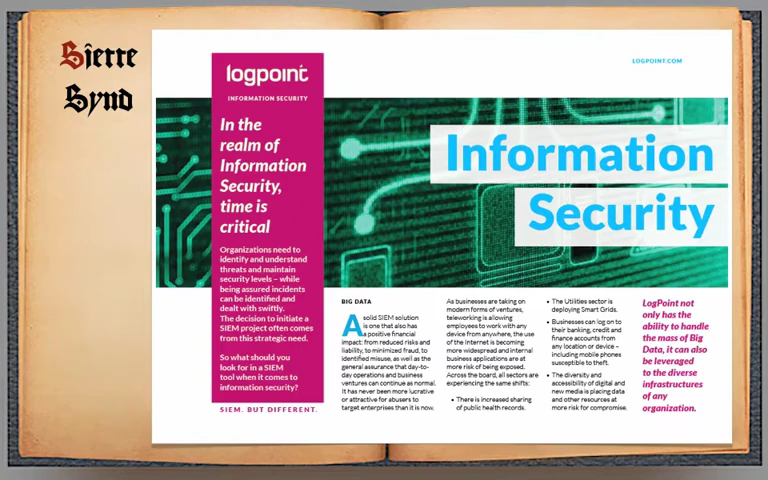 Sierre
Synd
logpoint
INFORMATION SECURITY
In the
realm of
Information
Security,
time is
critical
Organizations need to
identify and understand
threats and maintain
security levels – while
being assured incidents
can be identified and
dealt with swiftly.
The decision to initiate a
SIEM project often comes
from this strategic need.
So what should you
look for in a SIEM
tool when it comes to
information security?
SIEM. BUT DIFFERENT.
LOGPOINT.COM
Information
Security
BIG DATA
A solid SIEM solution
is one that also has
a positive financial
impact: from reduced risks and
liability, to minimized fraud, to
identified misuse, as well as the
general assurance that day-to-
day operations and business
ventures can continue as normal.
It has never been more lucrative
or attractive for abusers to
target enterprises than it is now.
As businesses are taking on
modern forms of ventures,
teleworking is allowing
employees to work with any
device from anywhere, the use
of the Internet is becoming
more widespread and internal
business applications are at
more risk of being exposed.
Across the board, all sectors are
experiencing the same shifts:
• There is increased sharing
of public health records.
• The Utilities sector is
deploying Smart Grids.
• Businesses can log on to
their banking, credit and
finance accounts from
any location or device –
including mobile phones
susceptible to theft.
• The diversity and
accessibility of digital and
new media is placing data
and other resources at
more risk for compromise.
LogPoint not
only has the
ability to handle
the mass of Big
Data, it can also
be leveraged
to the diverse
infrastructures
of any
organization.